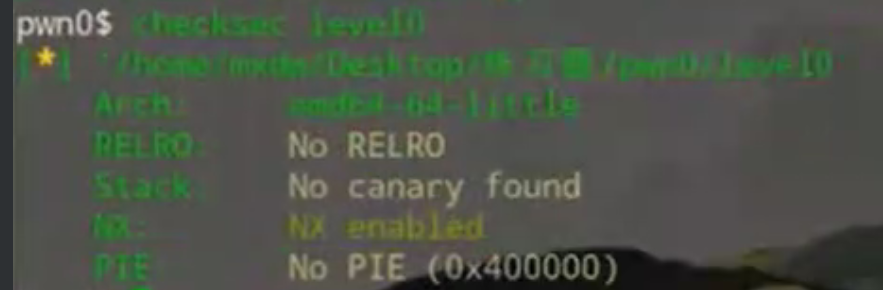 pwn0$ checksec level0
[*] '/home/mxdm/Desktop/练习题/pwn0/level0
Arch: amd64-64-little
RELRO: No RELRO
Stack: No canary found
NX: NX enabled
PIE No PIE (0x400000)